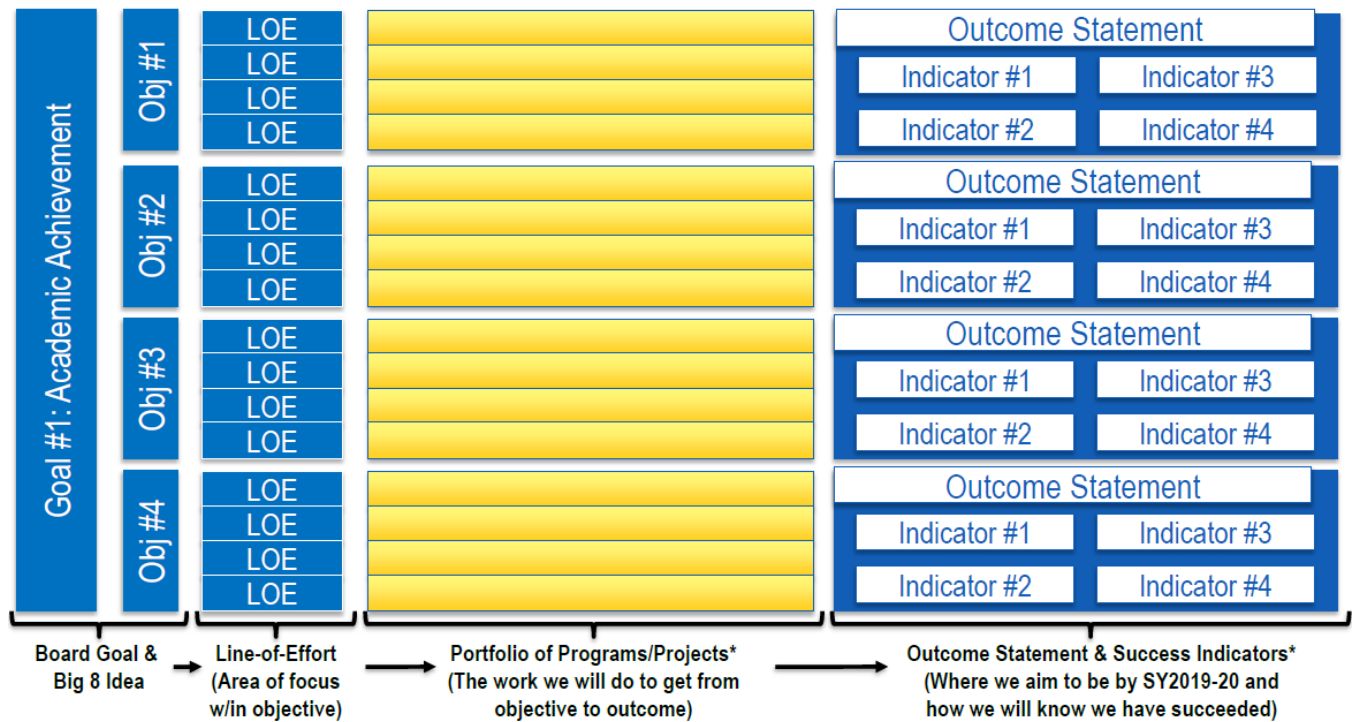 Goal #1: Academic Achievement
Obj #1
LOE
LOE
LOE
LOE
Outcome Statement
Indicator #1
Indicator #3
Indicator #2
Indicator #4
Obj #2
LOE
LOE
LOE
LOE
Outcome Statement
Indicator #1
Indicator #3
Indicator #2
Indicator #4
Obj #3
LOE
LOE
LOE
LOE
Outcome Statement
Indicator #1
Indicator #3
Indicator #2
Indicator #4
Obj #4
LOE
LOE
LOE
LOE
Outcome Statement
Indicator #1
Indicator #3
Indicator #2
Indicator #4
Board Goal &
Big 8 Idea
Line-of-Effort
(Area of focus
w/in objective)
Portfolio of Programs/Projects*
(The work we will do to get from
objective to outcome)
Outcome Statement & Success Indicators*
(Where we aim to be by SY2019-20 and
how we will know we have succeeded)